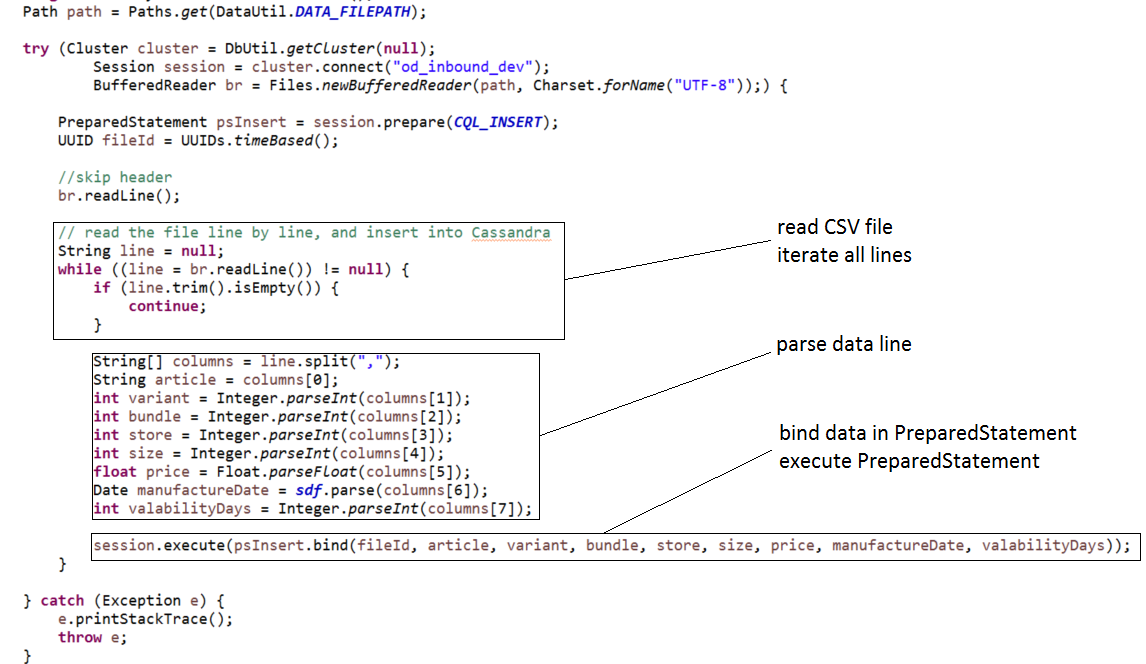 Path path = Paths.get(DataUtil.DATA_FILEPATH);
try (Cluster cluster = DbUtil.getCluster(null);
Session session = cluster.connect("od_inbound_dev");
BufferedReader br = Files.newBufferedReader(path, Charset.forName("UTF-8"));) {
PreparedStatement psInsert = session.prepare(CQL_INSERT);
UUID fileId = UUIDs.timeBased();
//skip header
br.readLine();
// read the file line by line, and insert into Cassandra
String line = null;
while ((line = br.readLine()) != null) {
if (line.trim().isEmpty()) {
continue;
}
read CSV file
iterate all lines
String[] columns = line.split(",");
String article = columns[0];
int variant = Integer.parseInt(columns[1]);
int bundle = Integer.parseInt(columns[2]);
int store = Integer.parseInt(columns[3]);
int size = Integer.parseInt(columns[4]);
float price = Float.parseFloat(columns[5]);
Date manufactureDate = sdf.parse(columns[6]);
int valabilityDays = Integer.parseInt(columns[7]);
parse data line
session.execute(psInsert.bind(fileId, article, variant, bundle, store, size, price, manufactureDate, valabilityDays));
bind data in PreparedStatement
execute PreparedStatement
}
} catch (Exception e) {
e.printStackTrace();
throw e;
}